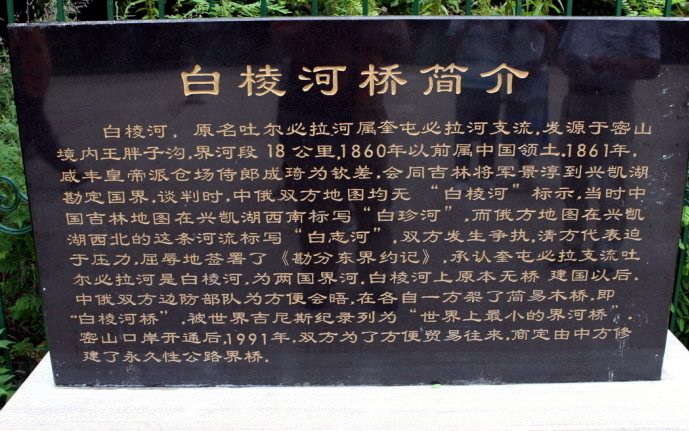 白棱河桥简介
白棱河，原名吐尔必拉河属奎屯必拉河支流，发源于密山
境内王胖子沟，界河段 18 公里，1860年以前属中国领土，1861年，
咸丰皇帝派仓场侍郎成琦为钦差，会同吉林将军景淳到兴凯湖
勘定国界，谈判时，中俄双方地图均无 “白棱河”标示，当时中
国吉林地图在兴凯湖西南标写“白珍河”，而俄方地图在兴凯
湖西北的这条河流标写“白志河”，双方发生争执，清方代表迫
于压力，屈辱地签署了《勘分东界约记》，承认奎屯必拉支流吐
尔必拉河是白棱河，为两国界河，白棱河上原本无桥 建国以后，
中俄双方边防部队为方便会晤，在各自一方架了简易木桥，即
“白棱河桥”，被世界吉尼斯纪录列为“世界上最小的界河桥”，
密山口岸开通后，1991年，双方为了方便贸易往来，商定由中方修
建了永久性公路界桥，